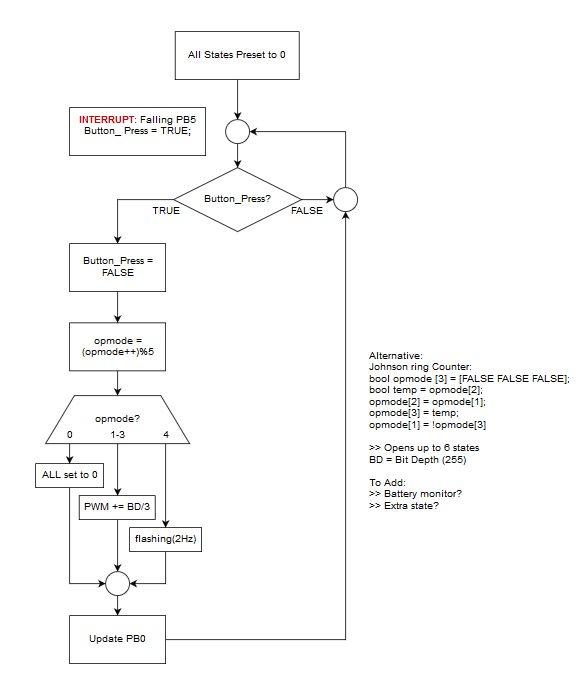 All States Preset to 0
INTERRUPT: Falling PB5
Button_ Press = TRUE;
Button_Press?
TRUE
FALSE
Button_Press =
FALSE
opmode =
(opmode++)%5
opmode?
0
1-3
4
ALL set to 0
PWM += BD/3
flashing(2Hz)
Update PB0
Alternative:
Johnson ring Counter:
bool opmode [3] = [FALSE FALSE FALSE];
bool temp = opmode[2];
opmode[2] = opmode[1];
opmode[3] = temp;
opmode[1] = !opmode[3]
>> Opens up to 6 states
BD = Bit Depth (255)
To Add:
>> Battery monitor?
>> Extra state?